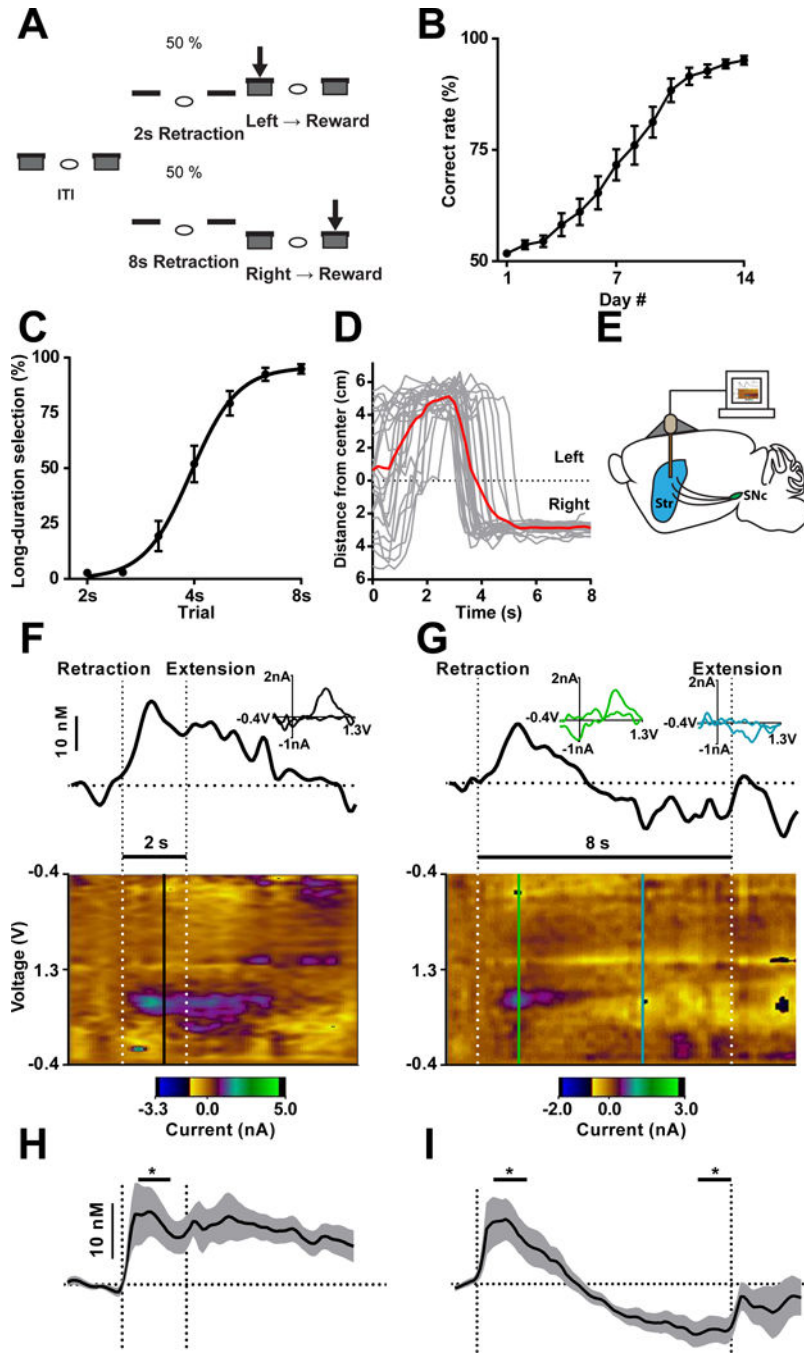 A
50 %
2s Retraction
Left → Reward
ITI
50 %
8s Retraction
Right → Reward
B
Correct rate (%)
100
75
50
1
7
14
Day #
C
Long-duration selection (%)
100
75
50
25
0
2s
4s
8s
Trial
D
Distance from center (cm)
6
4
2
0
2
4
6
Left
Right
0
2
4
6
8
Time (s)
E
Str
SNc
F
Retraction
Extension
10 nM
2nA
-0.4V
1.3V
-1nA
2 s
Voltage (V)
-0.4
1.3
-0.4
-3.3
0.0
5.0
Current (nA)
G
Retraction
Extension
2nA
-0.4V
1.3V
-1nA
2nA
-0.4V
1.3V
-1nA
8 s
-0.4
1.3
-0.4
-2.0
0.0
3.0
Current (nA)
H
*
10 nM
I
*
*